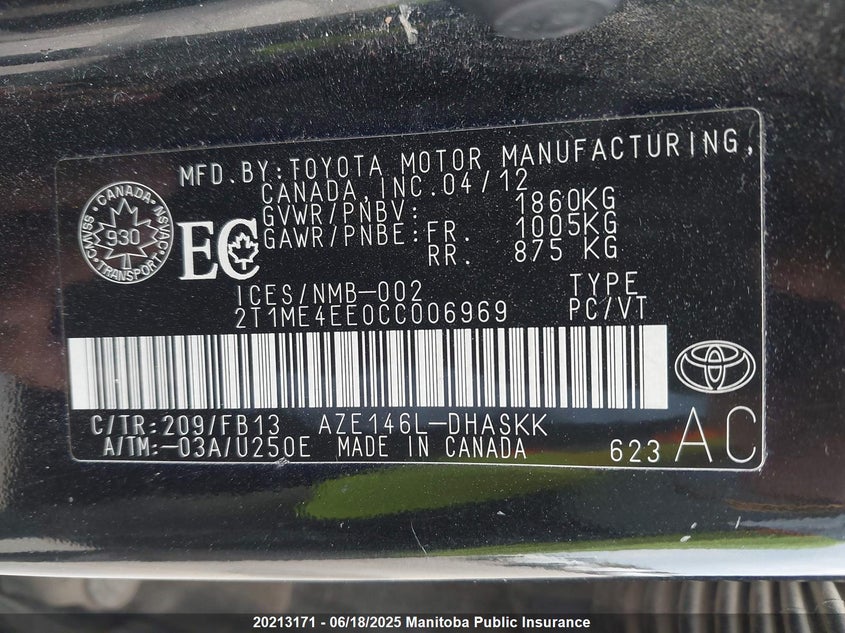 MFD.BY:TOYOTA MOTOR MANUFACTURING,
CANADA,INC.04/12
GVWR/PNBV: 1860KG
GAWR/PNBE:FR. 1005KG
RR. 875 KG
CANADA
CMVSS 930 NSVAC
TRANSPORT
EC
ICES/NMB-002 TYPE
2T1ME4EE0CC006969 PC/VT
C/TR:209/FB13 AZE146L-DHASKK
A/TM:-03A/U250E MADE IN CANADA 623 AC
20213171 - 06/18/2025 Manitoba Public Insurance